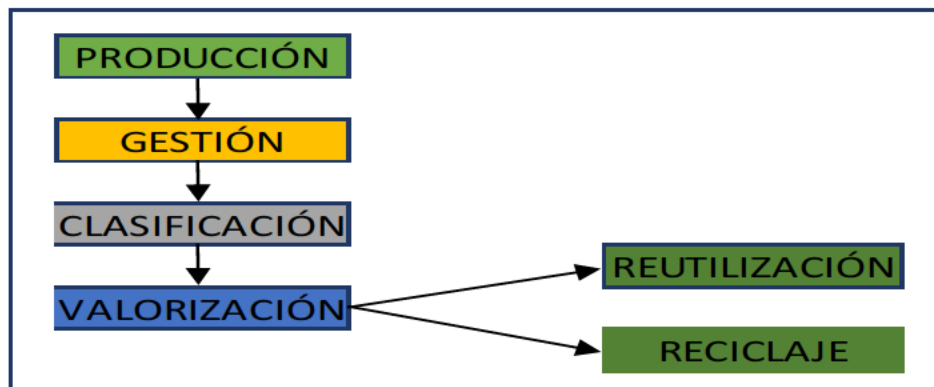 PRODUCCIÓN
GESTIÓN
CLASIFICACIÓN
VALORIZACIÓN
REUTILIZACIÓN
RECICLAJE